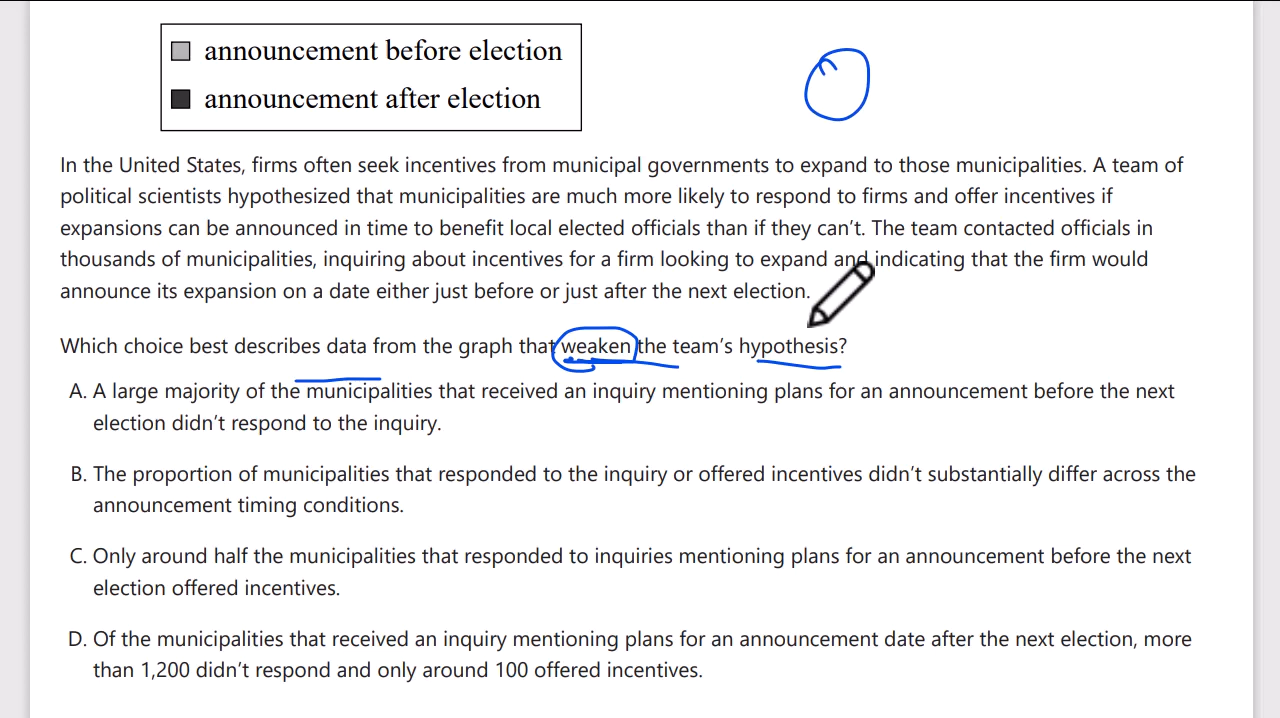 announcement before election
announcement after election
In the United States, firms often seek incentives from municipal governments to expand to those municipalities. A team of
political scientists hypothesized that municipalities are much more likely to respond to firms and offer incentives if
expansions can be announced in time to benefit local elected officials than if they can’t. The team contacted officials in
thousands of municipalities, inquiring about incentives for a firm looking to expand and indicating that the firm would
announce its expansion on a date either just before or just after the next election.
Which choice best describes data from the graph that weaken the team’s hypothesis?
A. A large majority of the municipalities that received an inquiry mentioning plans for an announcement before the next
election didn’t respond to the inquiry.
B. The proportion of municipalities that responded to the inquiry or offered incentives didn’t substantially differ across the
announcement timing conditions.
C. Only around half the municipalities that responded to inquiries mentioning plans for an announcement before the next
election offered incentives.
D. Of the municipalities that received an inquiry mentioning plans for an announcement date after the next election, more
than 1,200 didn’t respond and only around 100 offered incentives.